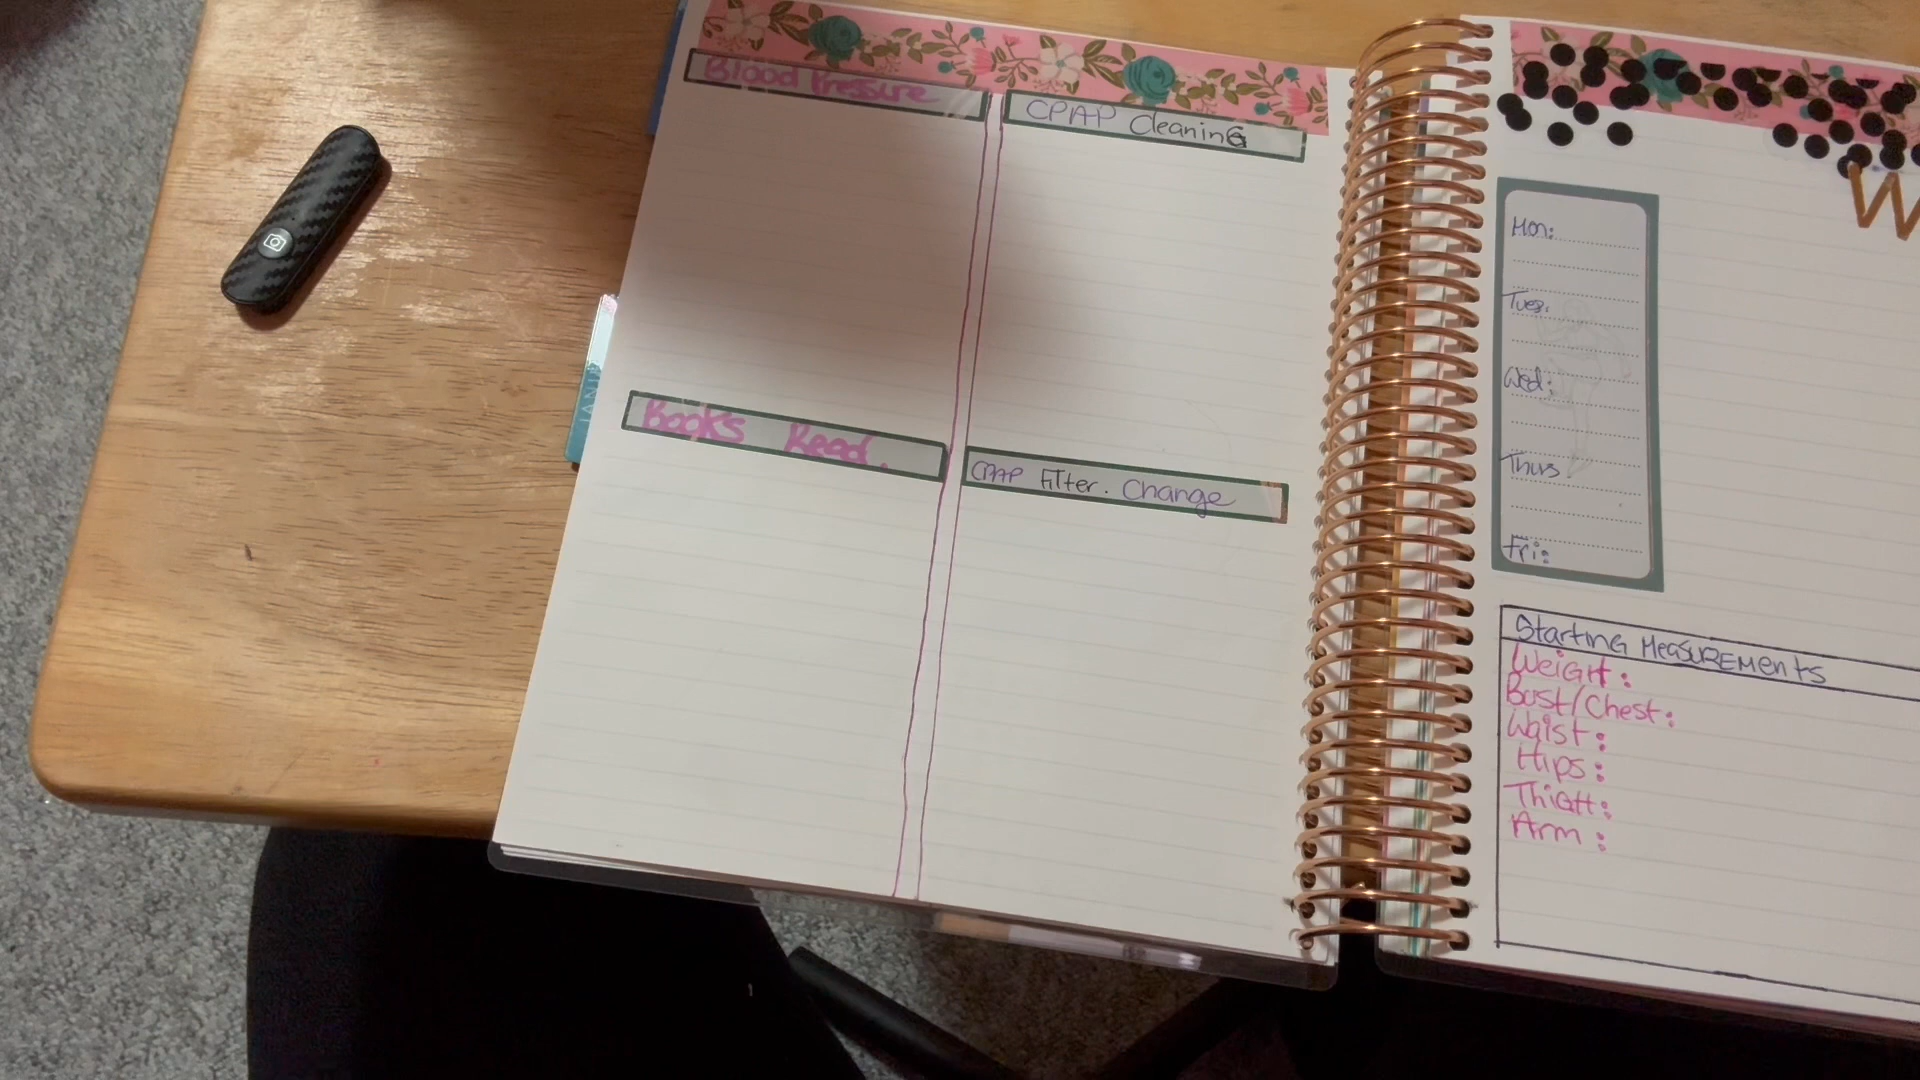 Blood Pressure
CPAP Cleaning
Books Read.
CPAP Filter. Change
JAN
W
Mon:
Tues.
Wed:
Thurs.
Fri:
Starting Measurements
Weight:
Bust/Chest:
Waist:
Hips:
Thigh:
Arm: